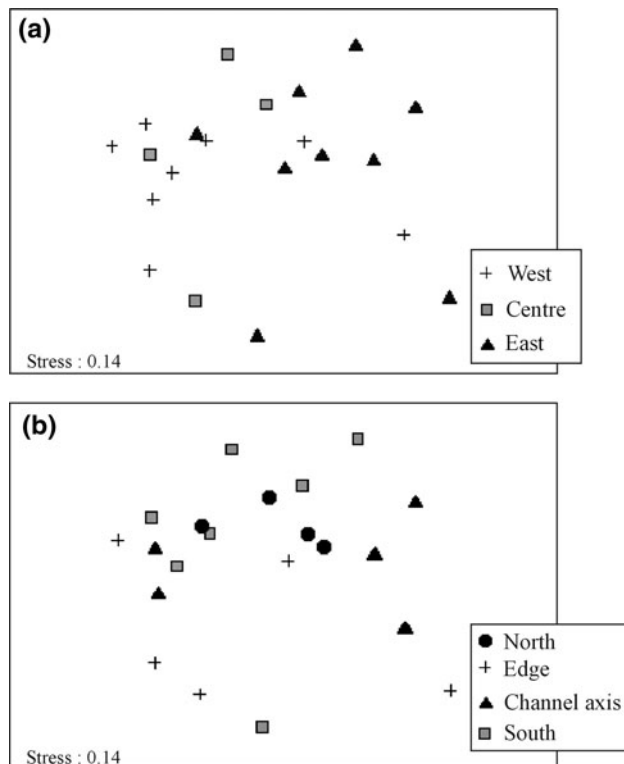 (a)
West
Centre
East
Stress : 0.14
(b)
North
Edge
Channel axis
South
Stress : 0.14